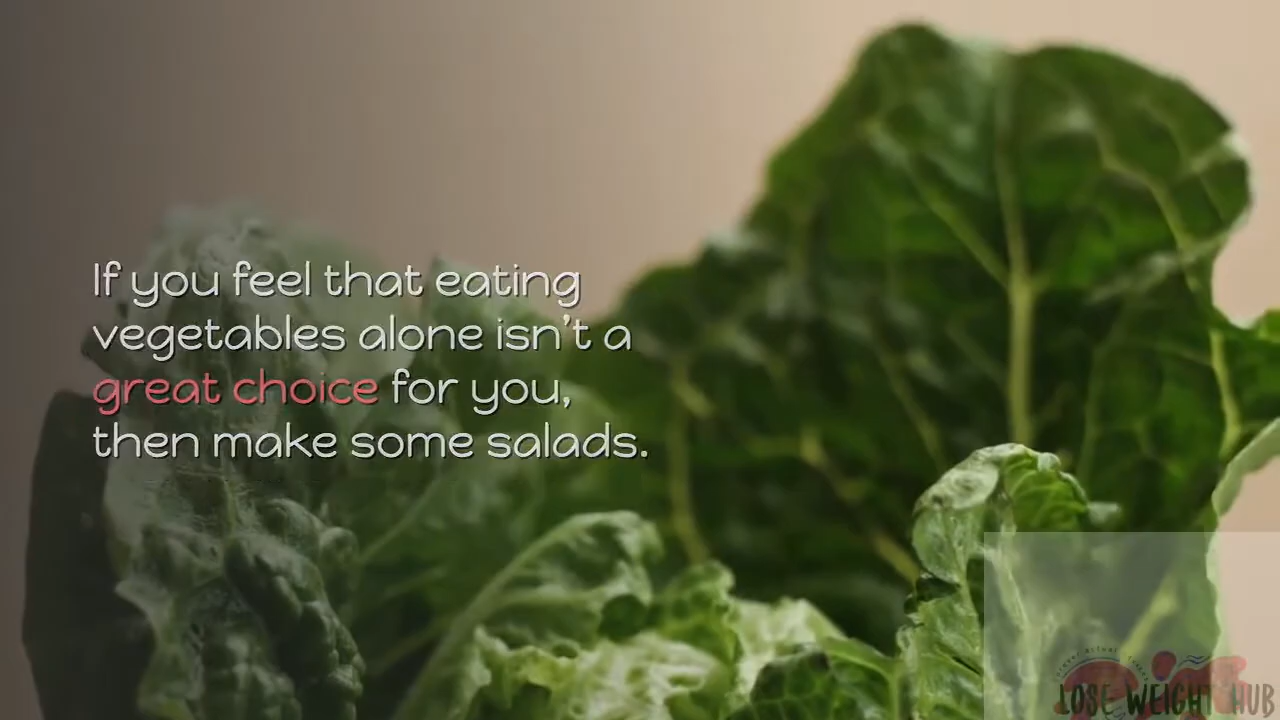 If you feel that eating
vegetables alone isn't a
great choice for you,
then make some salads.
LOSE WEIGHT HUB